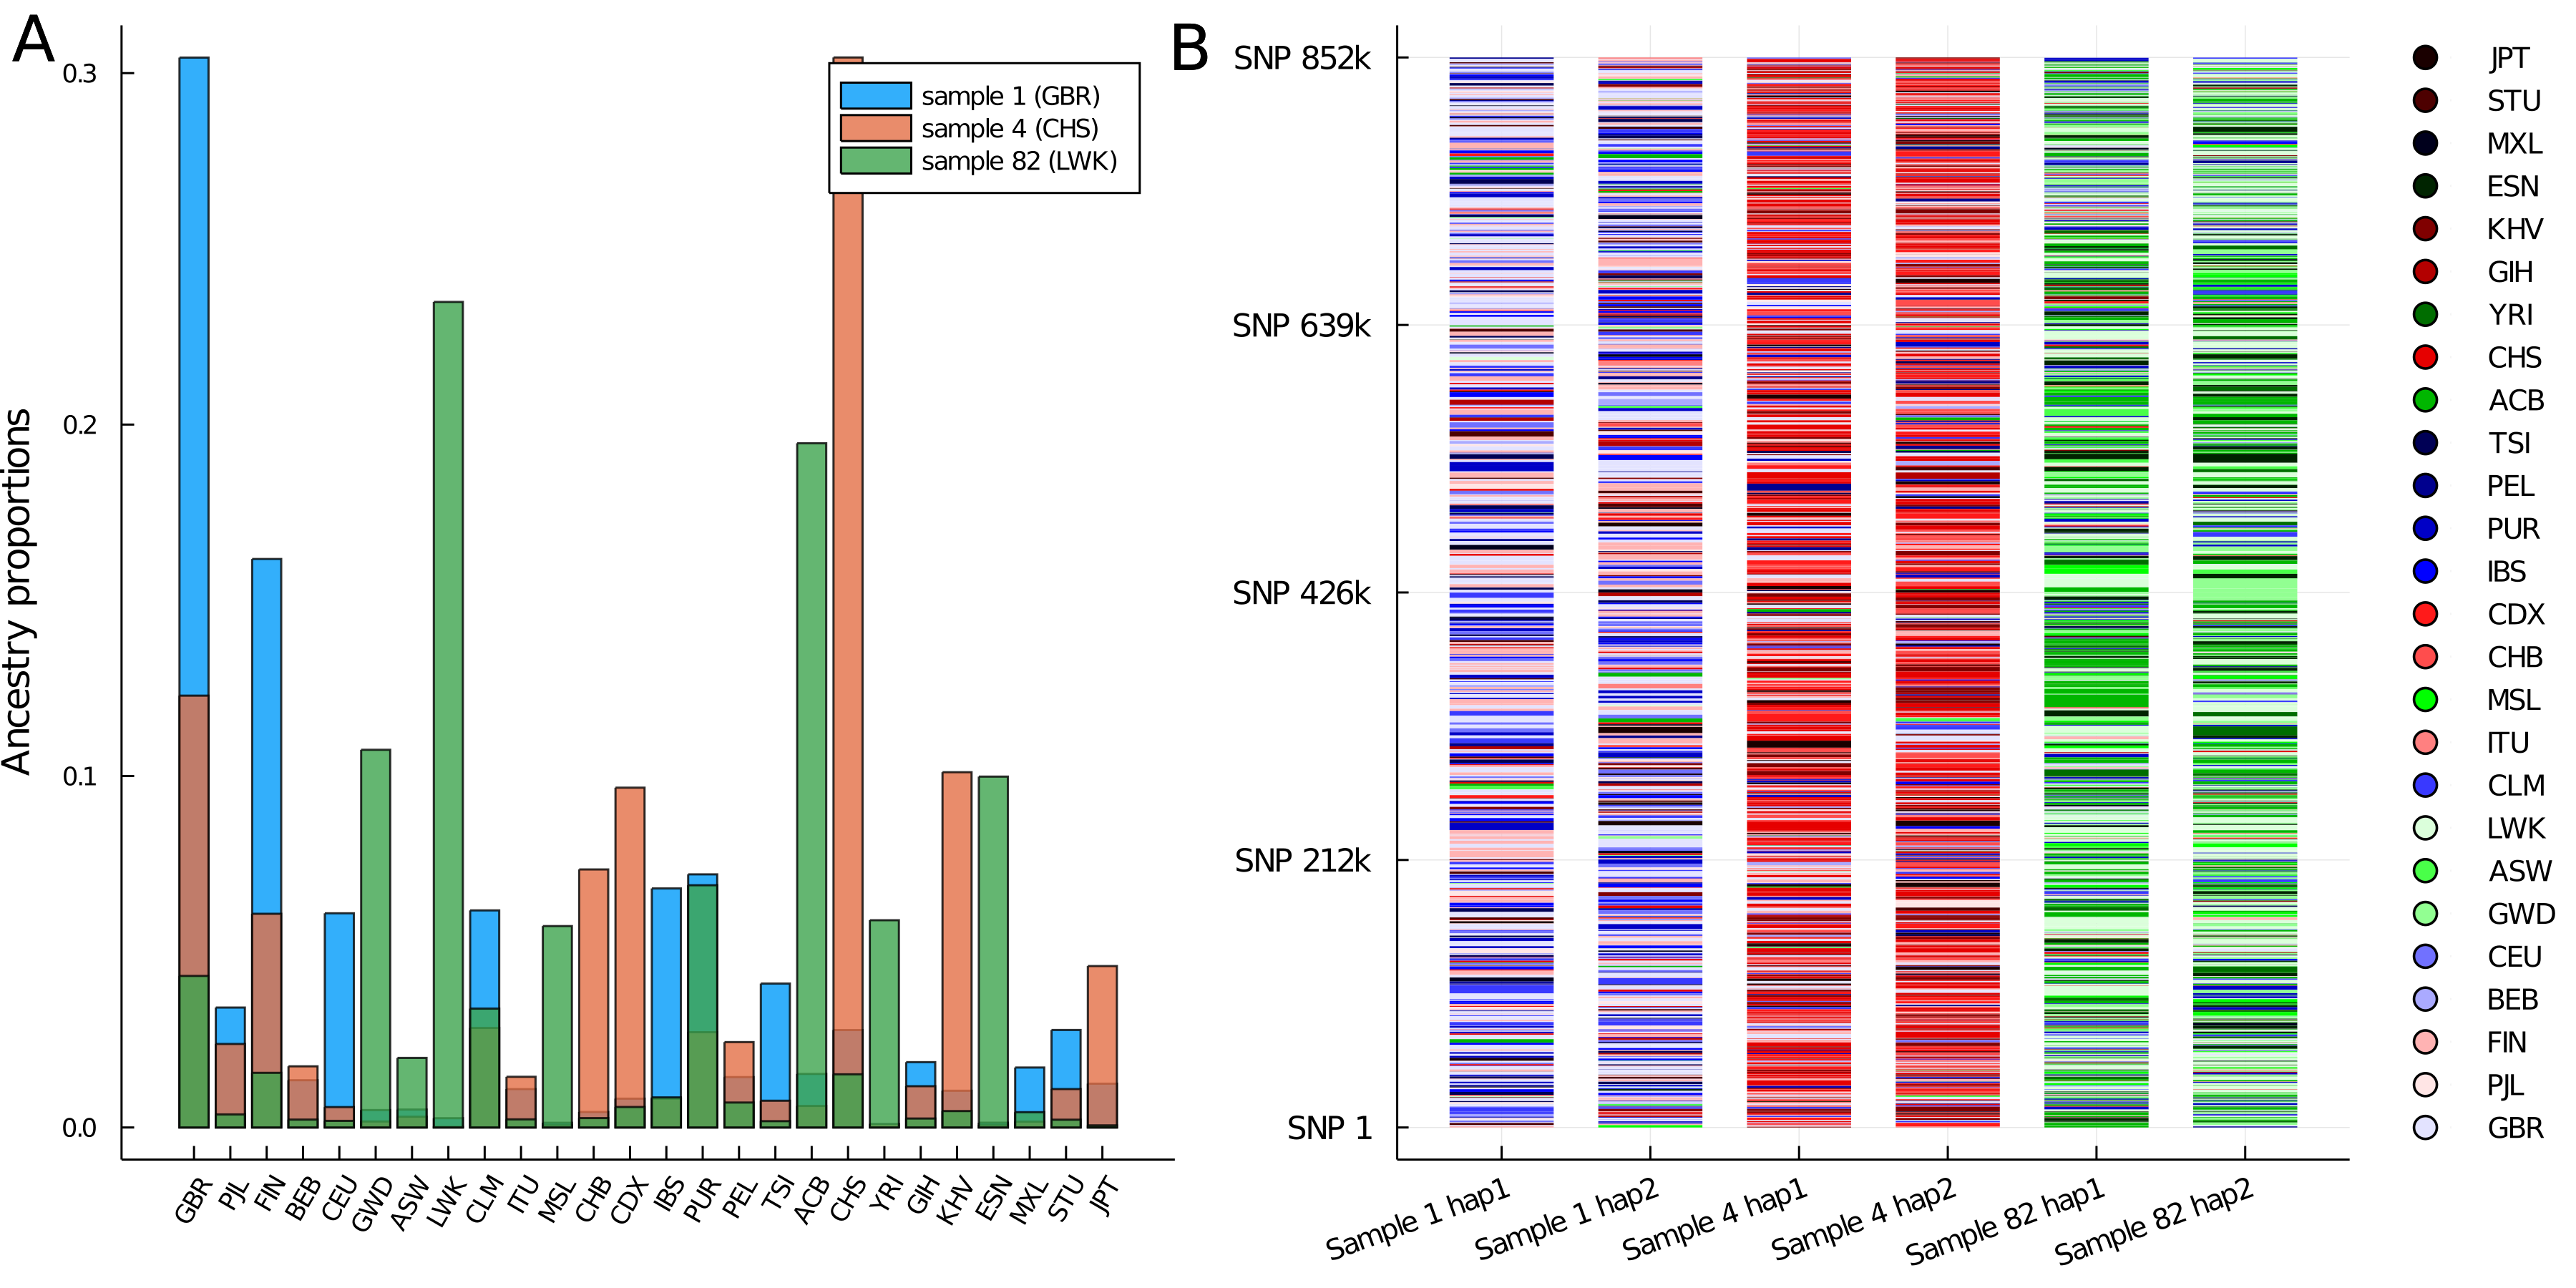 A
Ancestry proportions
0.3
0.2
0.1
0.0
sample 1 (GBR)
sample 4 (CHS)
sample 82 (LWK)
GBR
PJL
FIN
BEB
CEU
GWD
ASW
LWK
CLM
ITU
MSL
CHB
CDX
IBS
PUR
PEL
TSI
ACB
CHS
YRI
GIH
KHV
ESN
MXL
STU
JPT
B
SNP 852k
SNP 639k
SNP 426k
SNP 212k
SNP 1
Sample 1 hap1
Sample 1 hap2
Sample 4 hap1
Sample 4 hap2
Sample 82 hap1
Sample 82 hap2
JPT
STU
MXL
ESN
KHV
GIH
YRI
CHS
ACB
TSI
PEL
PUR
IBS
CDX
CHB
MSL
ITU
CLM
LWK
ASW
GWD
CEU
BEB
FIN
PJL
GBR